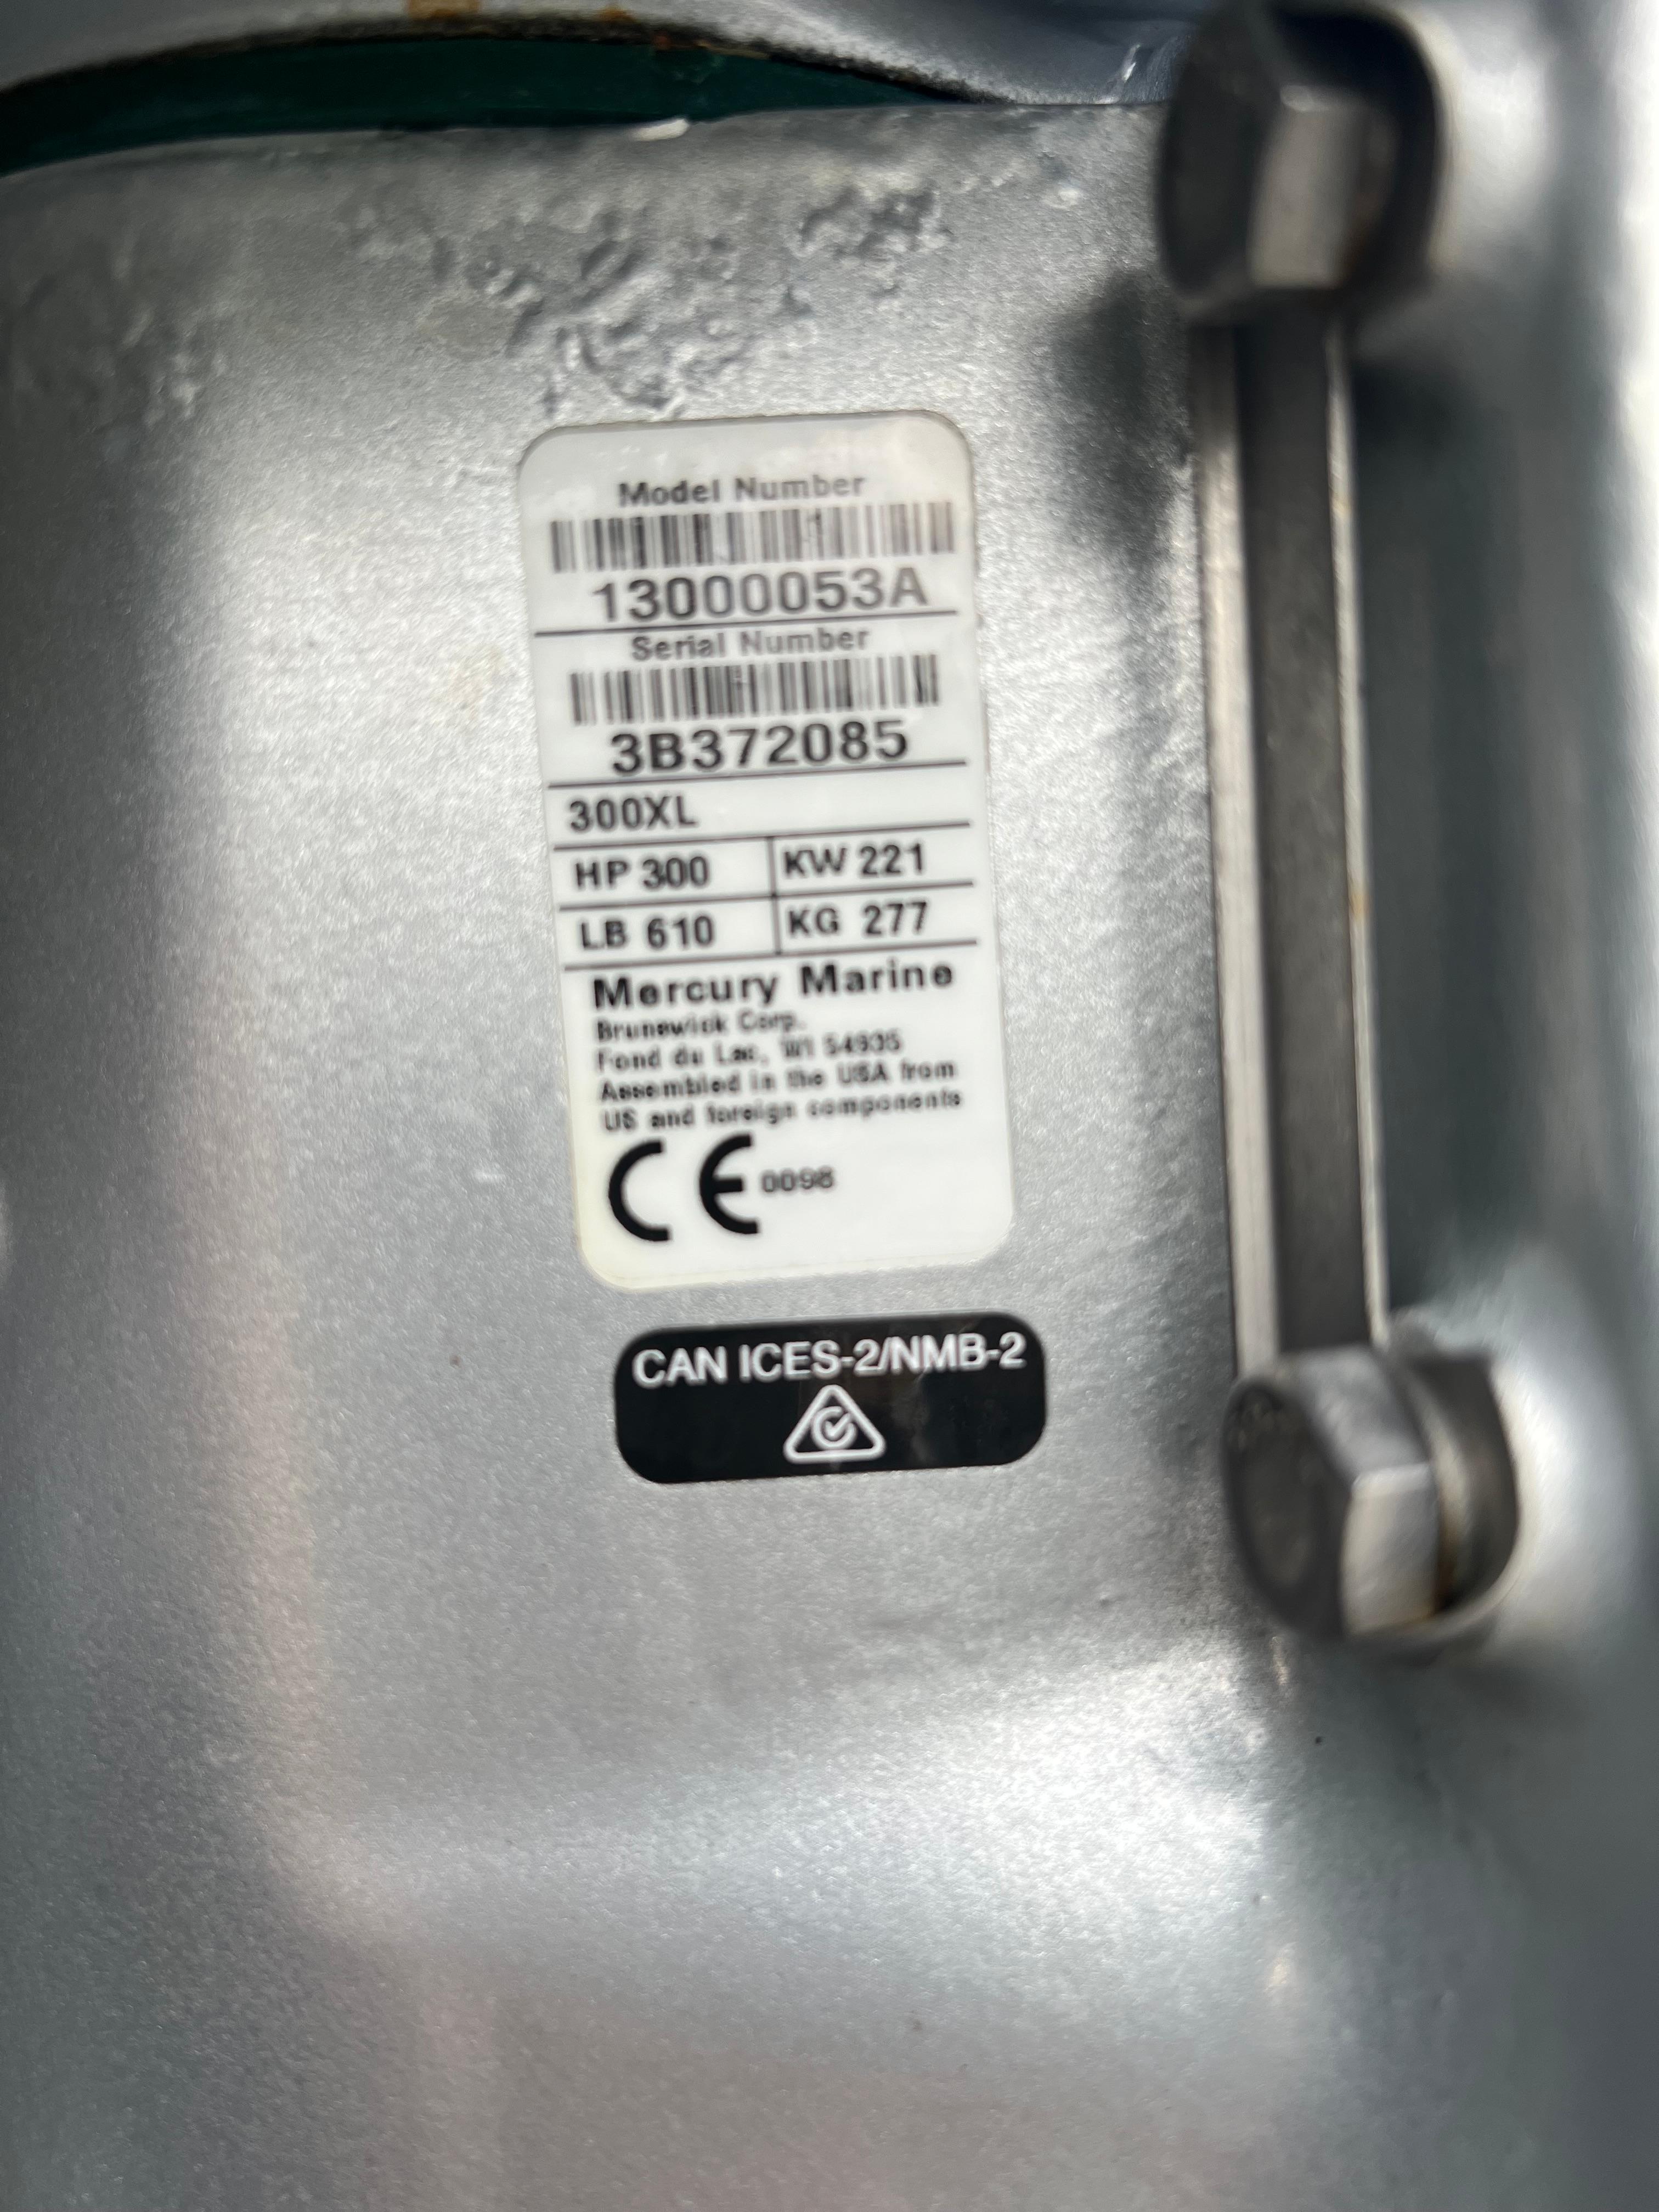 Model Number
13000053A
Serial Number
3B372085
300XL
HP 300 KW 221
LB 610 KG 277
Mercury Marine
Brunswick Corp.
Fond du Lac, WI 54935
Assembled in the USA from
US and foreign components
CE 0098
CAN ICES-2/NMB-2